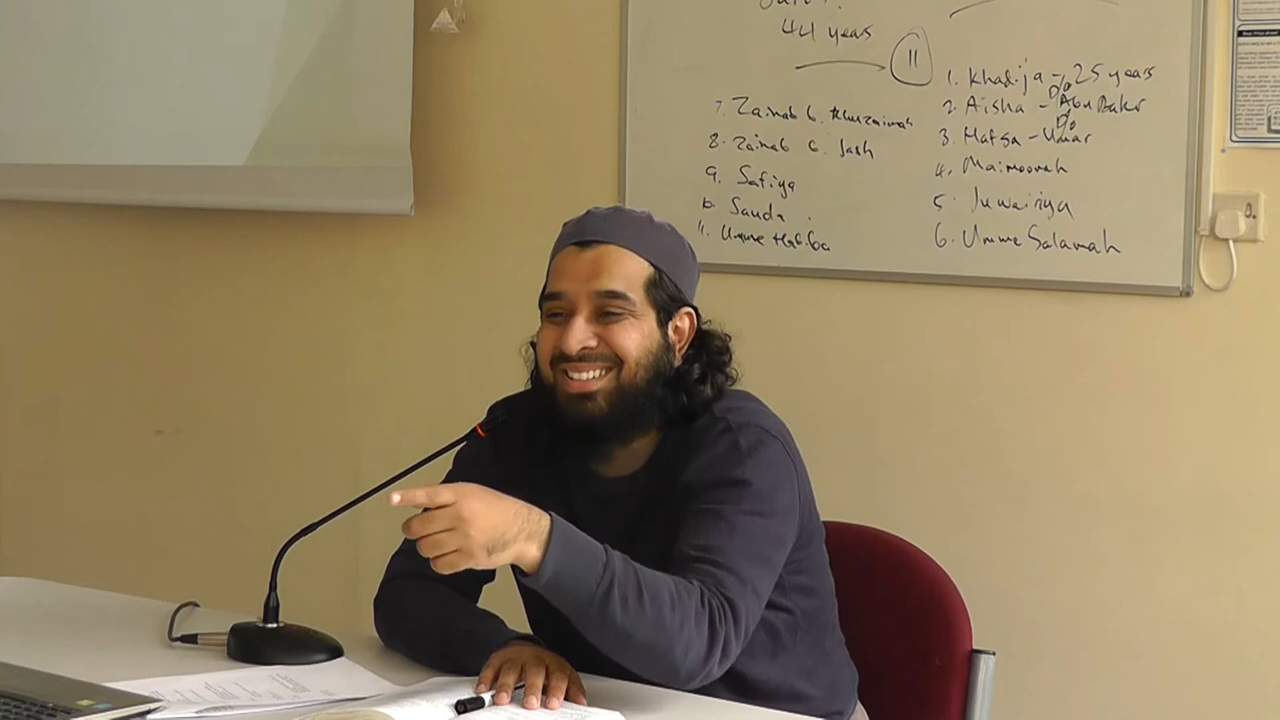 44 years
11
1. Khadija - 25 years
2. Aisha - D/o Abu Bakr
3. Hafsa - D/o Umar
4. Maimoonah
5. Juwairiya
6. Umme Salamah
7. Zainab b. Khuzaimah
8. Zainab b. Jash
9. Safiya
10 Sauda
11. Umme Habiba